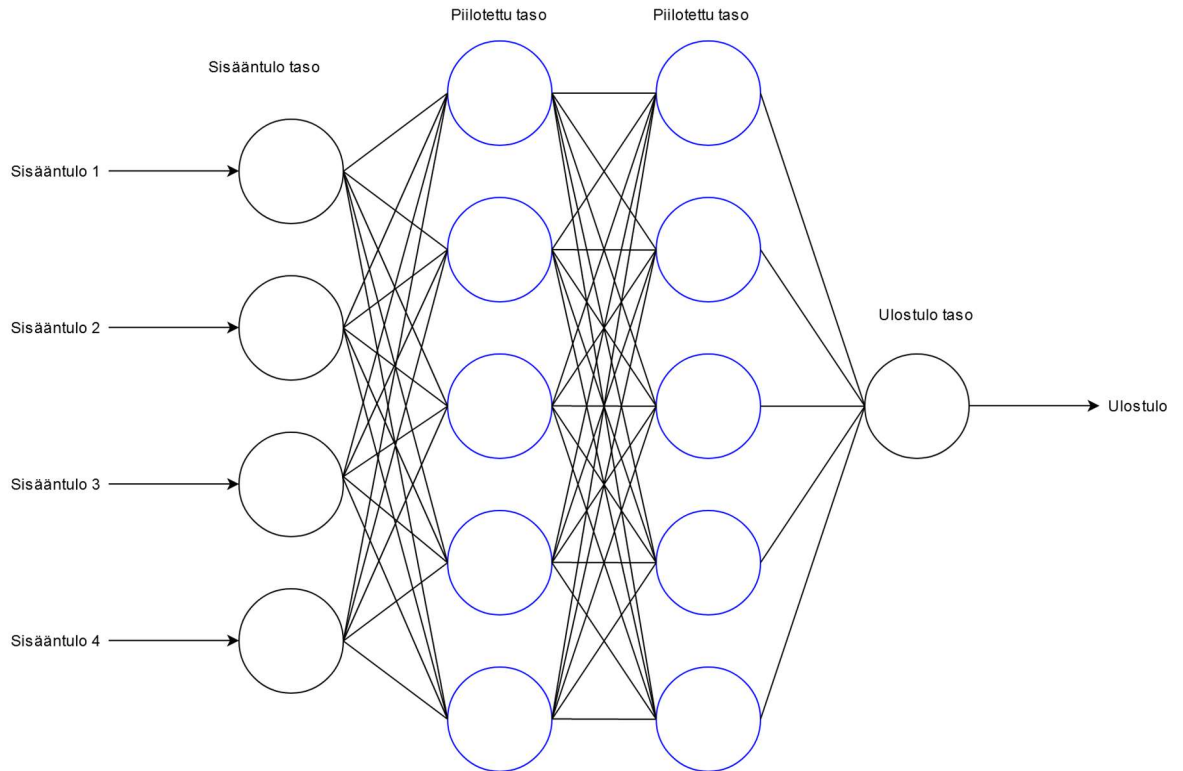 Piilotettu taso
Piilotettu taso
Sisääntulo taso
Sisääntulo 1
Sisääntulo 2
Ulostulo taso
Ulostulo
Sisääntulo 3
Sisääntulo 4